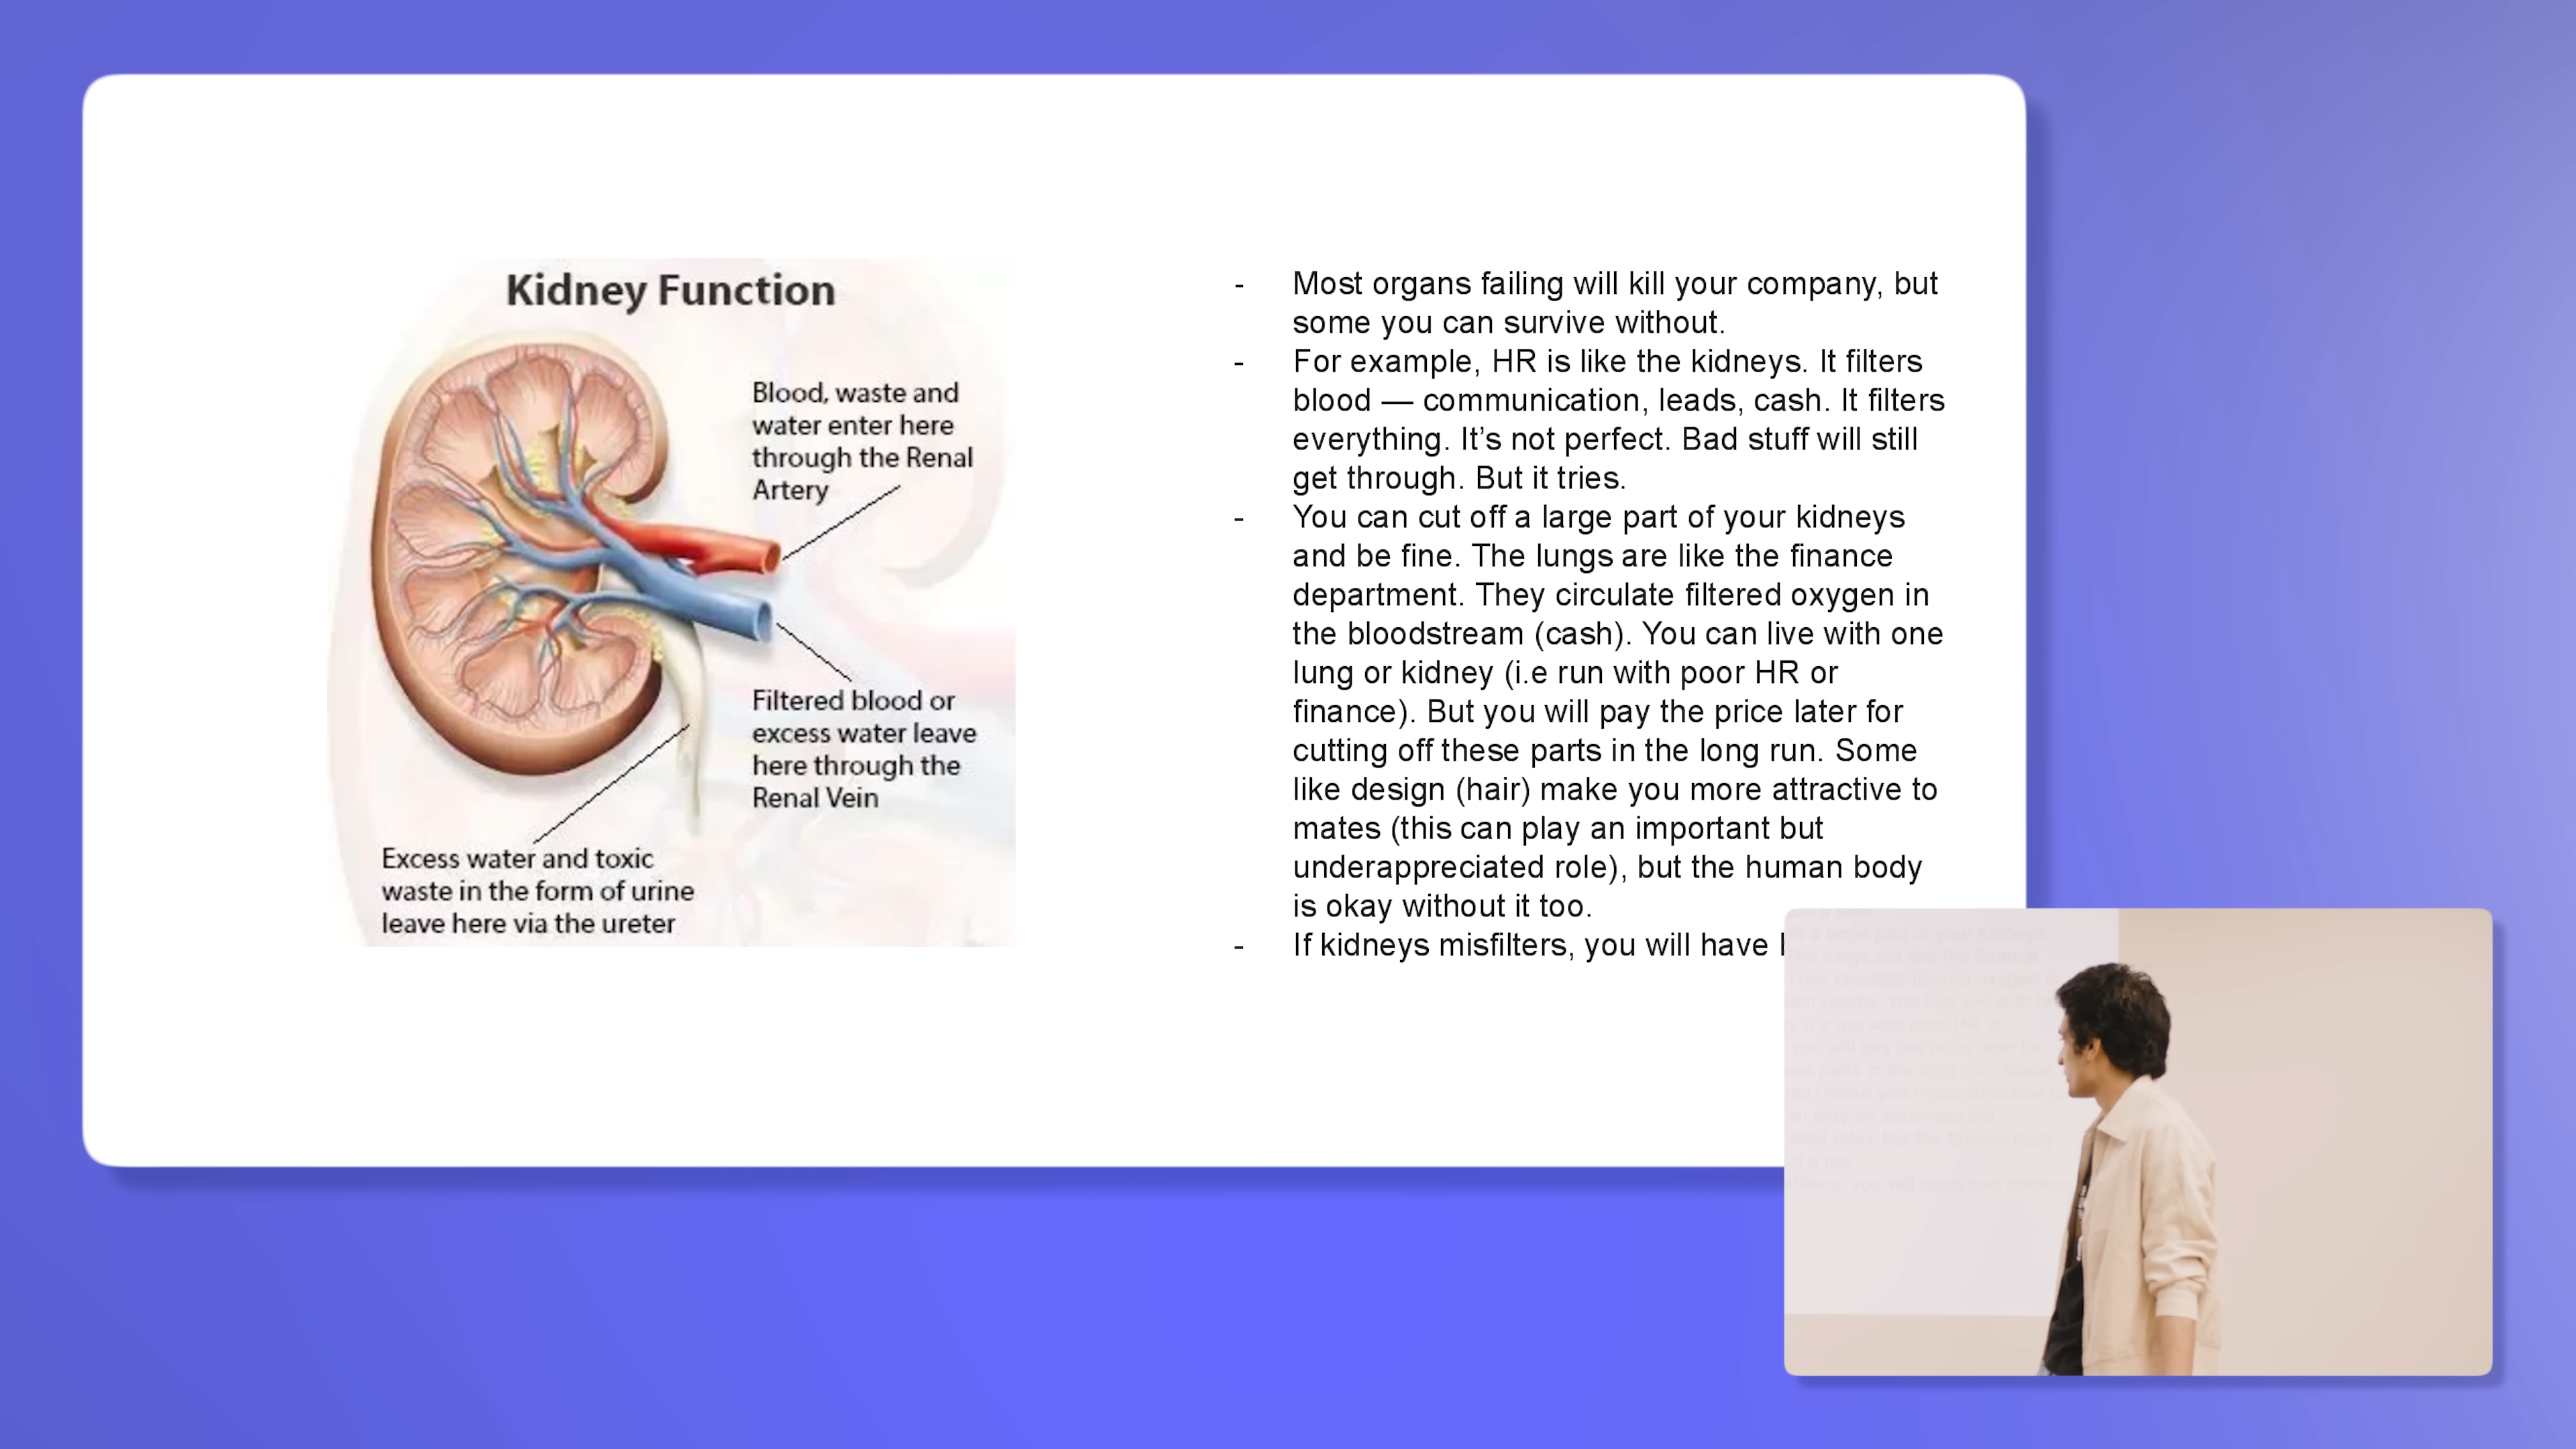 Kidney Function
Blood, waste and
water enter here
through the Renal
Artery
Filtered blood or
excess water leave
here through the
Renal Vein
Excess water and toxic
waste in the form of urine
leave here via the ureter
- Most organs failing will kill your company, but
some you can survive without.
- For example, HR is like the kidneys. It filters
blood — communication, leads, cash. It filters
everything. It’s not perfect. Bad stuff will still
get through. But it tries.
- You can cut off a large part of your kidneys
and be fine. The lungs are like the finance
department. They circulate filtered oxygen in
the bloodstream (cash). You can live with one
lung or kidney (i.e run with poor HR or
finance). But you will pay the price later for
cutting off these parts in the long run. Some
like design (hair) make you more attractive to
mates (this can play an important but
underappreciated role), but the human body
is okay without it too.
- If kidneys misfilters, you will have